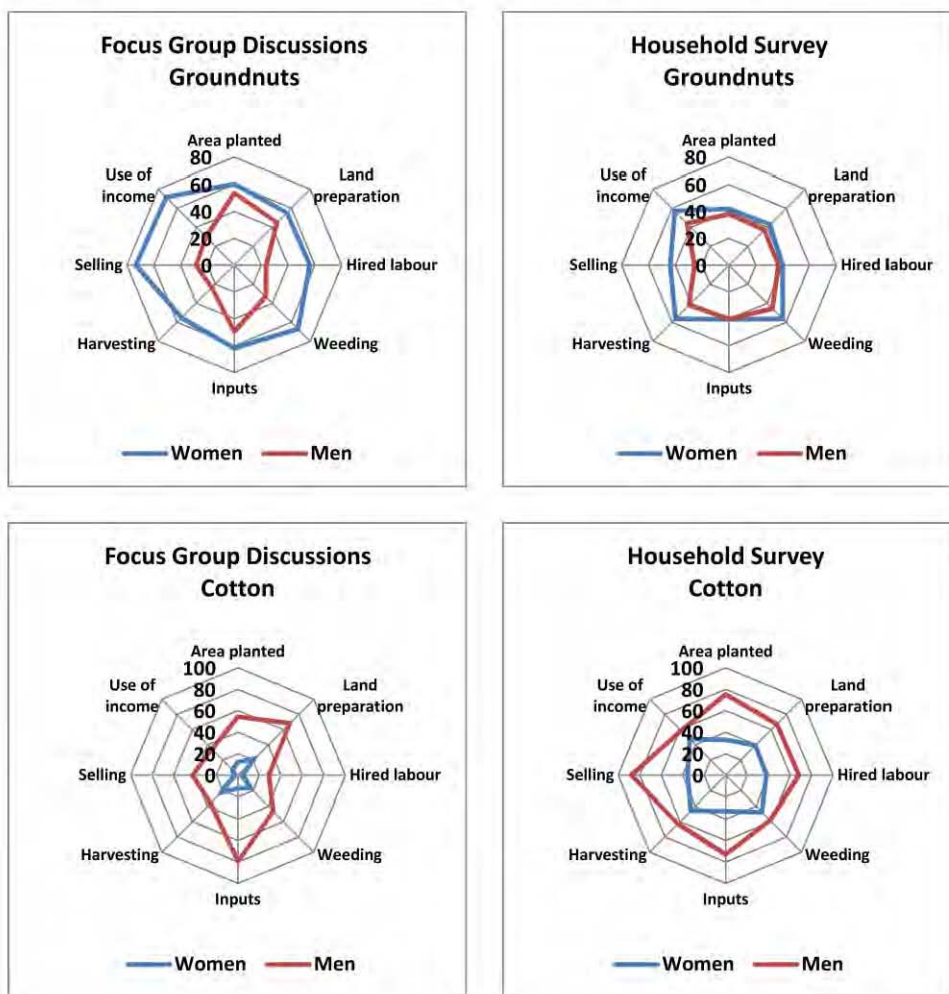 Focus Group Discussions
Groundnuts
Area planted
80
Use of
income
Land
preparation
60
40
20
Selling
0
Hired labour
Harvesting
Weeding
Inputs
Women
Men
Household Survey
Groundnuts
Area planted
80
Use of
income
Land
preparation
60
40
20
Selling
0
Hired labour
Harvesting
Weeding
Inputs
Women
Men
Focus Group Discussions
Cotton
Area planted
100
Use of
income
Land
preparation
80
60
40
20
Selling
0
Hired labour
Harvesting
Weeding
Inputs
Women
Men
Household Survey
Cotton
Area planted
100
Use of
income
Land
preparation
80
60
40
20
Selling
0
Hired labour
Harvesting
Weeding
Inputs
Women
Men